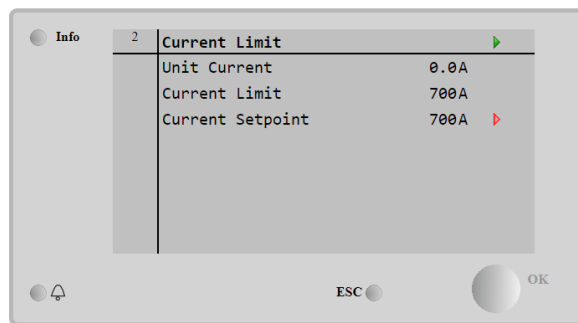 Info
2 Current Limit
Unit Current 0.0A
Current Limit 700A
Current Setpoint 700A
ESC
OK